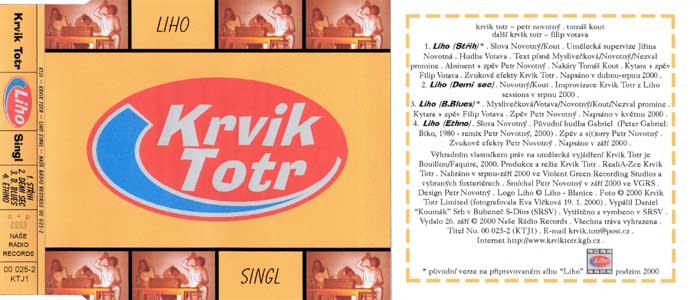 Krvik Totr
Liho
Singl
1. STŘIH
2. DERNI SEC
3. B. BLUES
4. ETHNO
c + p
2000
NAŠE
RÁDIO
RECORDS
00 025-2
KTJ1
LIHO
Krvik
Totr
SINGL
krvik totr – petr novotný . tomáš kout
další krvik totr – filip votava
1. Liho (Střih)* . Slova Novotný/Kout . Umělecká supervize Jiřina
Novotná . Hudba Votava . Text písně Myslivečková/Novotný/Nezval
promine . Absinent + zpěv Petr Novotný . Nakáry Tomáš Kout . Kytara + zpěv
Filip Votava . Zvukové efekty Krvik Totr . Napsáno v dubnu-srpnu 2000 .
2. Liho (Derni sec) . Novotný/Kout . Improvizace Krvik Totr z Liho
sessions v srpnu 2000 .
3. Liho (B.Blues)* . Myslivečková/Votava/Novotný/Kout/Nezval promine .
Kytara + zpěv Filip Votava . Zpěv Petr Novotný . Napsáno v květnu 2000 .
4. Liho (Ethno) . Slova Novotný . Původní hudba Gabriel (Peter Gabriel:
Biko, 1980 - remix Petr Novotný, 2000) . Zpěv a s(t)orry Petr Novotný .
Zvukové efekty Petr Novotný . Napsáno v září 2000 .
Výhradním vlastníkem práv na umělecká vyjádření Krvik Totr je
Bouillon/Faquire, 2000. Produkce a režie Krvik Totr . RealiA-Zce Krvik
Totr . Nahráno v srpnu-září 2000 ve Violent Green Recording Studios a
vybraných foxteriérech . Smíchal Petr Novotný v září 2000 ve VGRS .
Design Petr Novotný . Logo Liho © Liho - Blanice . Foto © 2000 Krvik
Totr Limited (fotografovala Eva Vlčková 19. 1. 2000) . Vypálil Daniel
"Koumák" Srb v Bubeneč S-Dios (SRSV) . Vytištěno a vyrobeno v SRSV .
Vydalo 26. září © 2000 Naše Rádio Records . Všechna tráva vyhrazena .
Titel No. 00 025-2 (KTJ1) . E-mail krvik.totr@post.cz .
Internet http://www.krviktotr.kgb.cz .
* původní verze na připravovaném albu "Liho"
podzim 2000